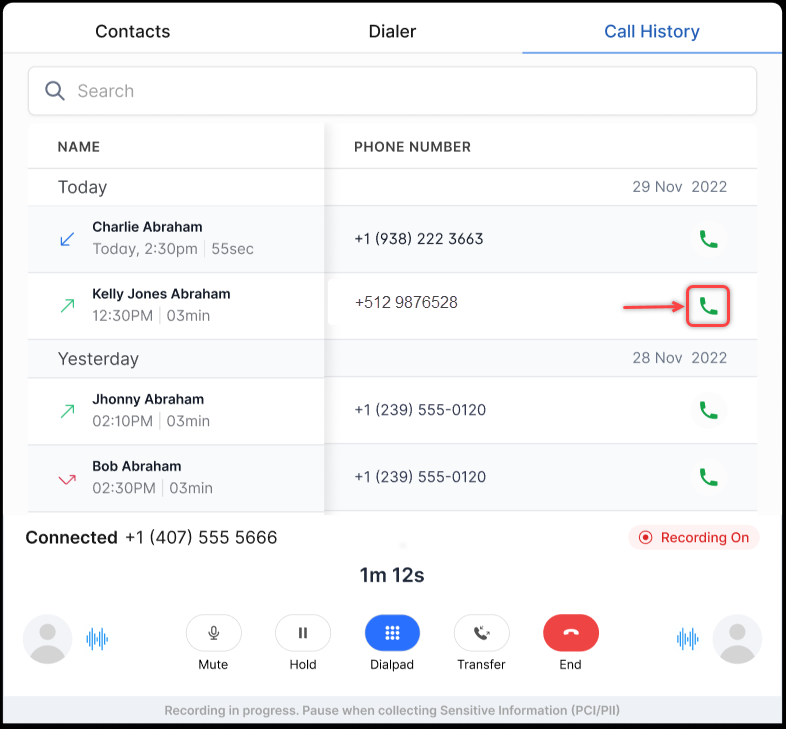 Contacts Dialer Call History
Search
NAME PHONE NUMBER
Today 29 Nov 2022
Charlie Abraham
Today, 2:30pm | 55sec
+1 (938) 222 3663
Kelly Jones Abraham
12:30PM | 03min
+512 9876528
Yesterday 28 Nov 2022
Jhonny Abraham
02:10PM | 03min
+1 (239) 555-0120
Bob Abraham
02:30PM | 03min
+1 (239) 555-0120
Connected +1 (407) 555 5666 Recording On
1m 12s
Mute Hold Dialpad Transfer End
Recording in progress. Pause when collecting Sensitive Information (PCI/PII)